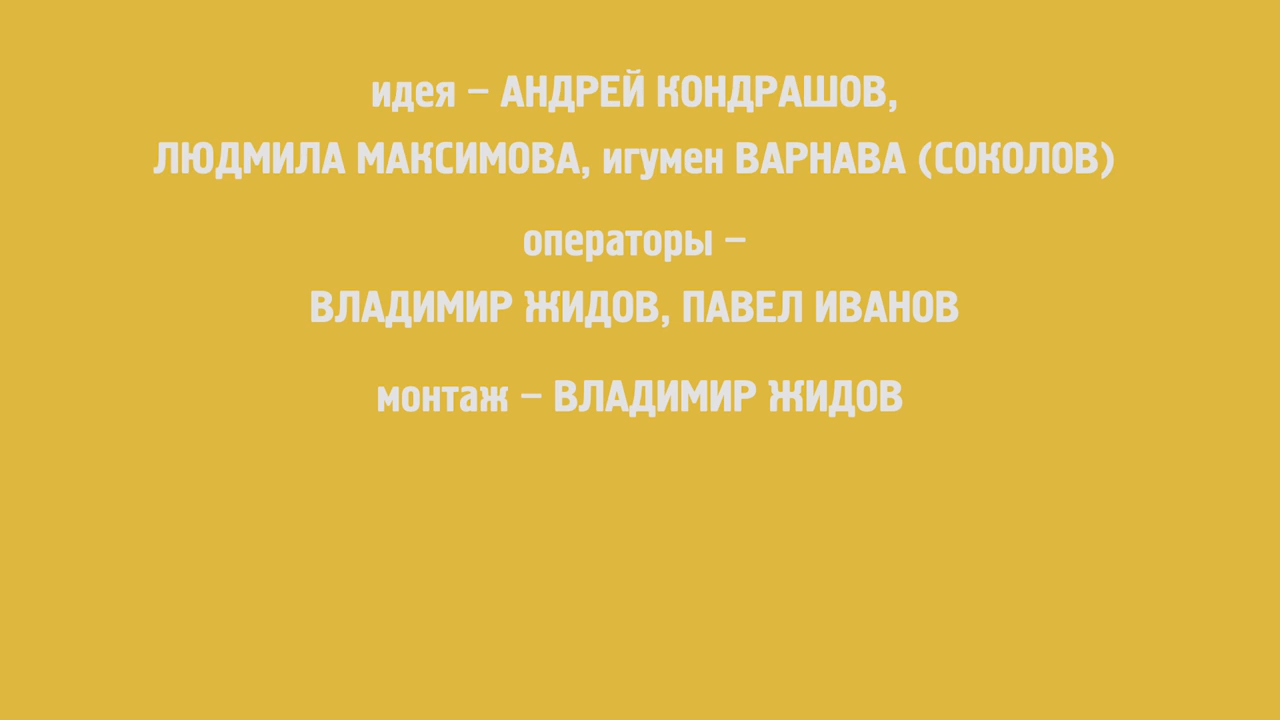 идея – АНДРЕЙ КОНДРАШОВ,
ЛЮДМИЛА МАКСИМОВА, игумен ВАРНАВА (СОКОЛОВ)
операторы –
ВЛАДИМИР ЖИДОВ, ПАВЕЛ ИВАНОВ
монтаж – ВЛАДИМИР ЖИДОВ